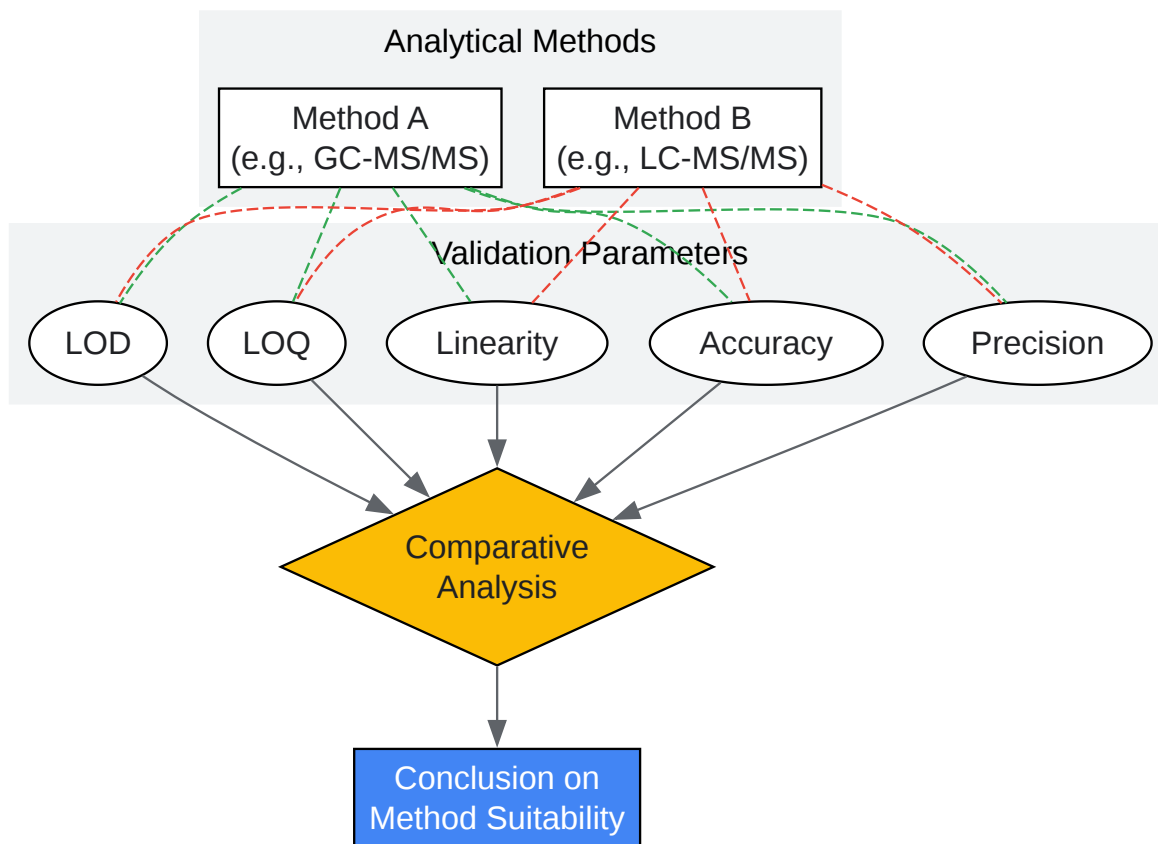 Analytical Methods
Method A
(e.g., GC-MS/MS)
Method B
(e.g., LC-MS/MS)
Validation Parameters
LOD
LOQ
Linearity
Accuracy
Precision
Comparative
Analysis
Conclusion on
Method Suitability